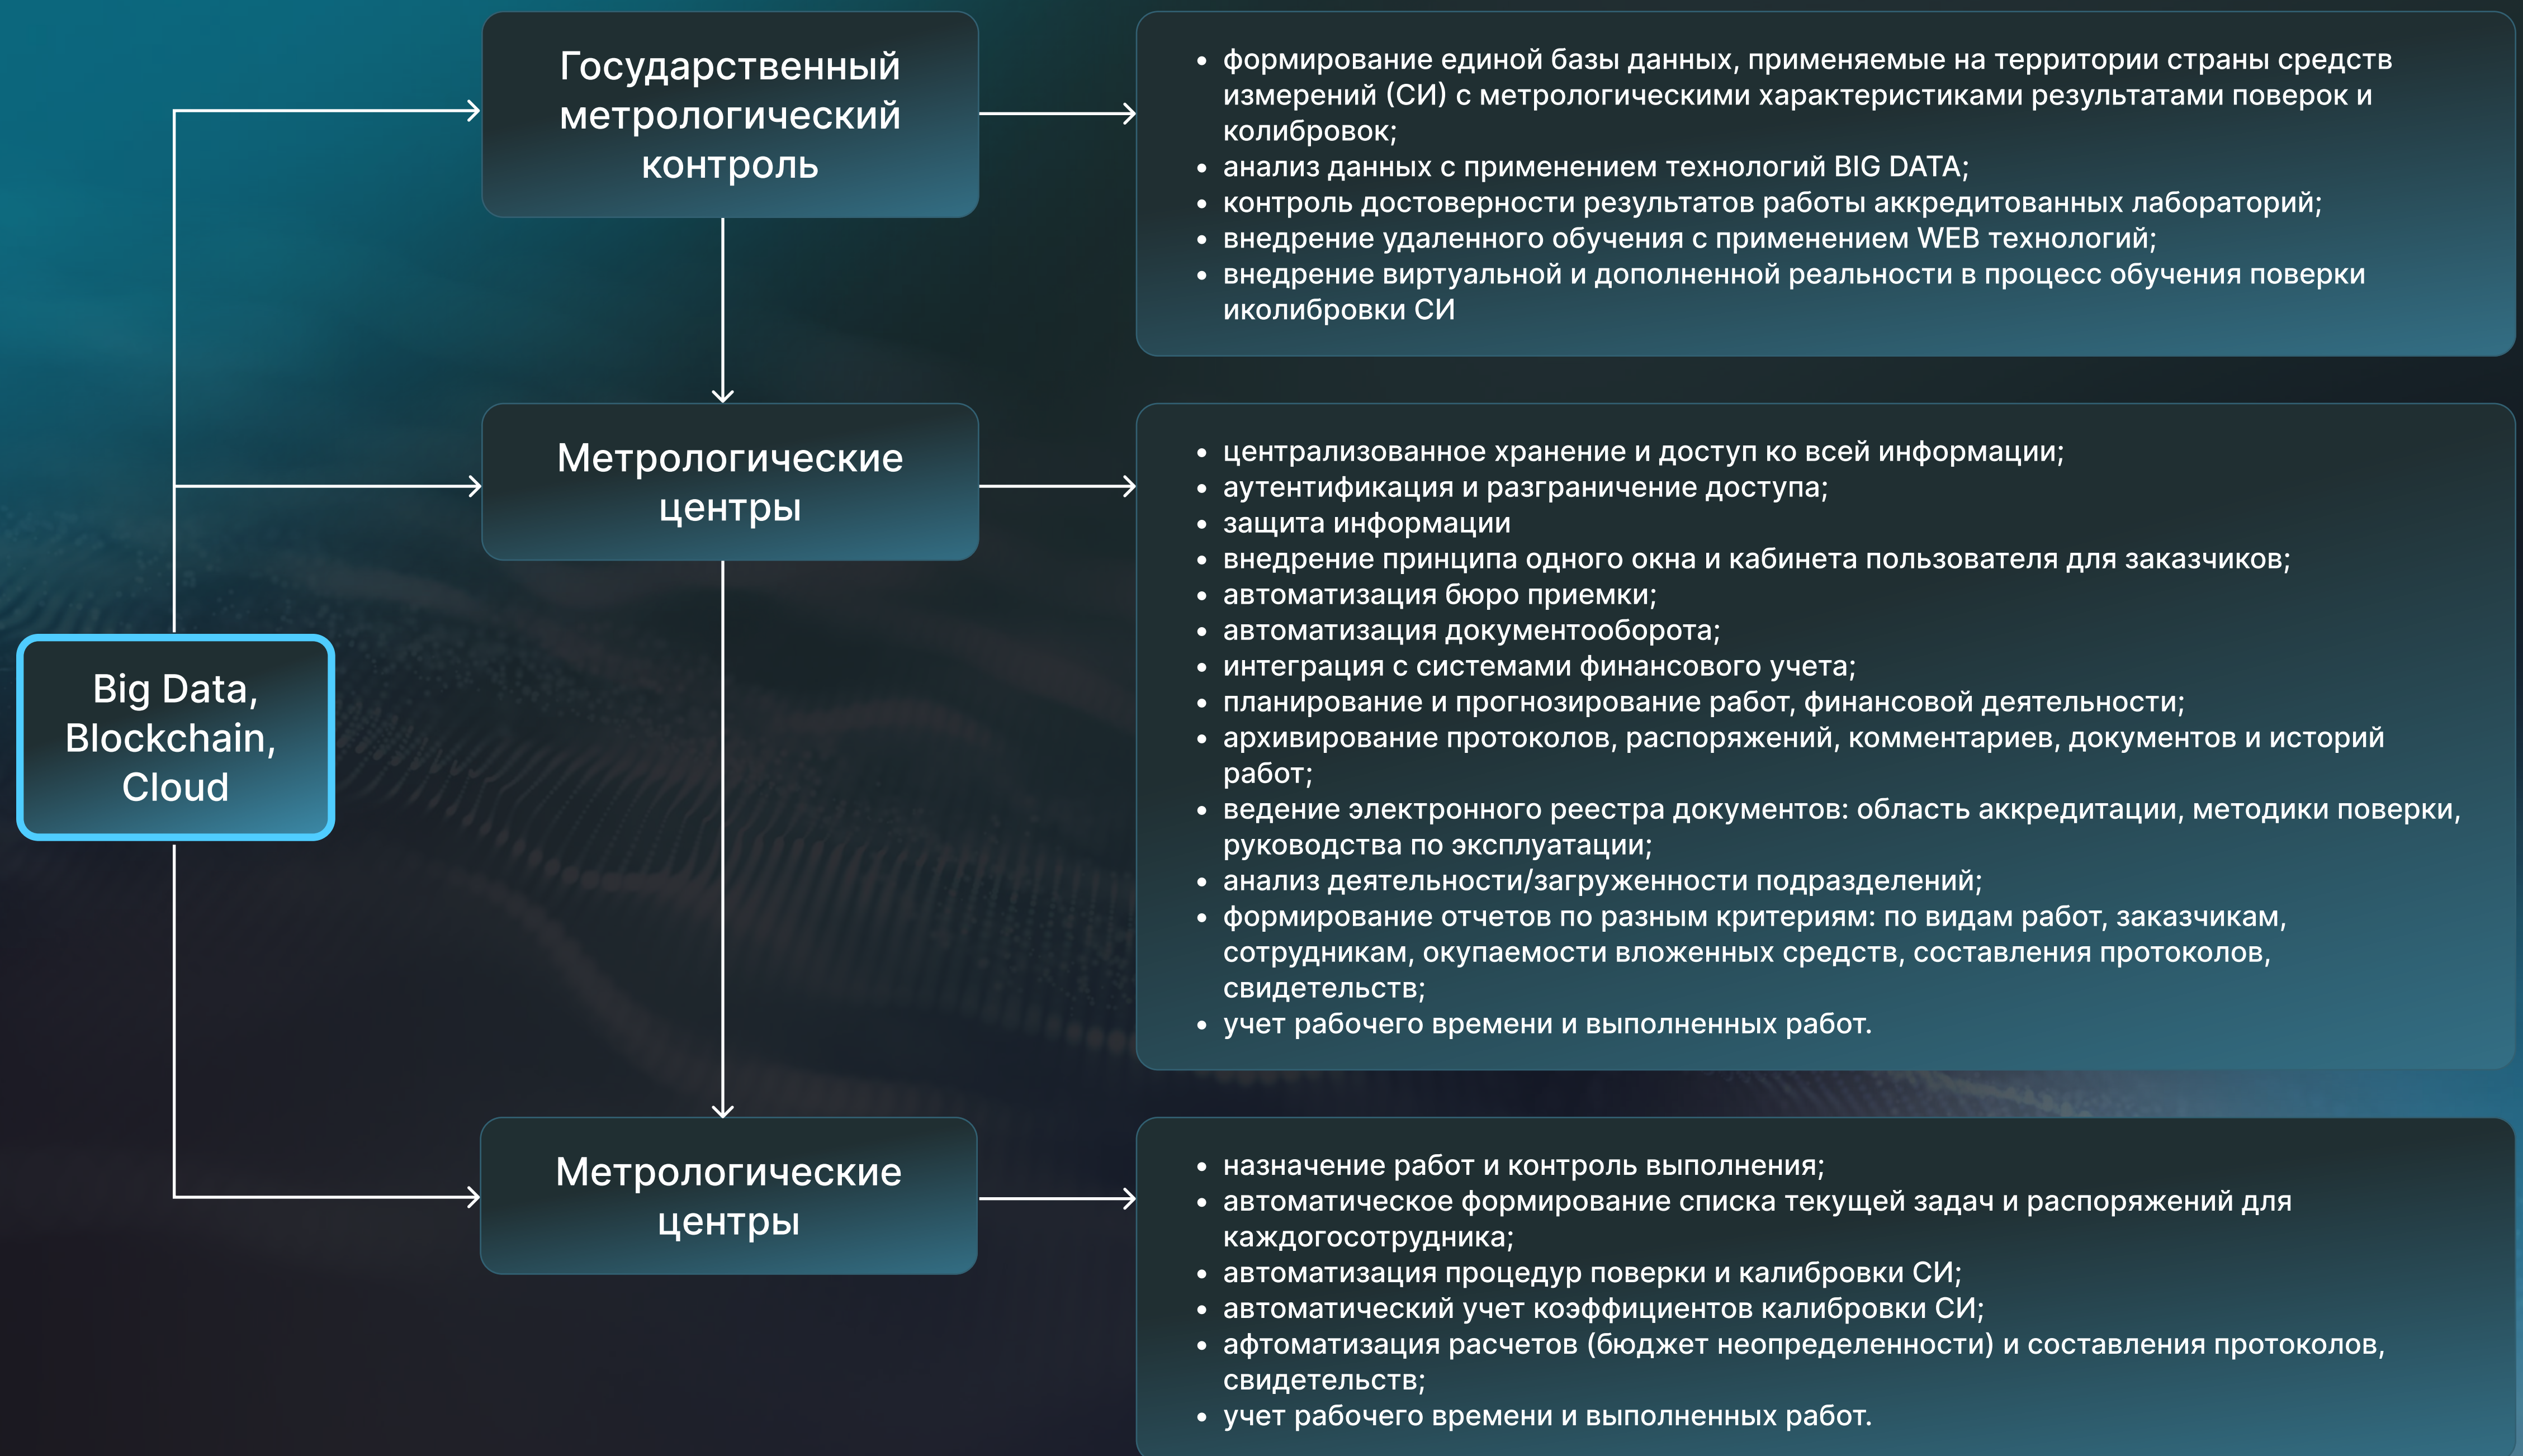 Государственный
метрологический
контроль
• формирование единой базы данных, применяемые на территории страны средств
измерений (СИ) с метрологическими характеристиками результатами поверок и
колибровок;
• анализ данных с применением технологий BIG DATA;
• контроль достоверности результатов работы аккредитованных лабораторий;
• внедрение удаленного обучения с применением WEB технологий;
• внедрение виртуальной и дополненной реальности в процесс обучения поверки
иколибровки СИ
Метрологические
центры
• централизованное хранение и доступ ко всей информации;
• аутентификация и разграничение доступа;
• защита информации
• внедрение принципа одного окна и кабинета пользователя для заказчиков;
• автоматизация бюро приемки;
• автоматизация документооборота;
• интеграция с системами финансового учета;
• планирование и прогнозирование работ, финансовой деятельности;
• архивирование протоколов, распоряжений, комментариев, документов и историй
работ;
• ведение электронного реестра документов: область аккредитации, методики поверки,
руководства по эксплуатации;
• анализ деятельности/загруженности подразделений;
• формирование отчетов по разным критериям: по видам работ, заказчикам,
сотрудникам, окупаемости вложенных средств, составления протоколов,
свидетельств;
• учет рабочего времени и выполненных работ.
Big Data,
Blockchain,
Cloud
Метрологические
центры
• назначение работ и контроль выполнения;
• автоматическое формирование списка текущей задач и распоряжений для
каждогосотрудника;
• автоматизация процедур поверки и калибровки СИ;
• автоматический учет коэффициентов калибровки СИ;
• афтоматизация расчетов (бюджет неопределенности) и составления протоколов,
свидетельств;
• учет рабочего времени и выполненных работ.